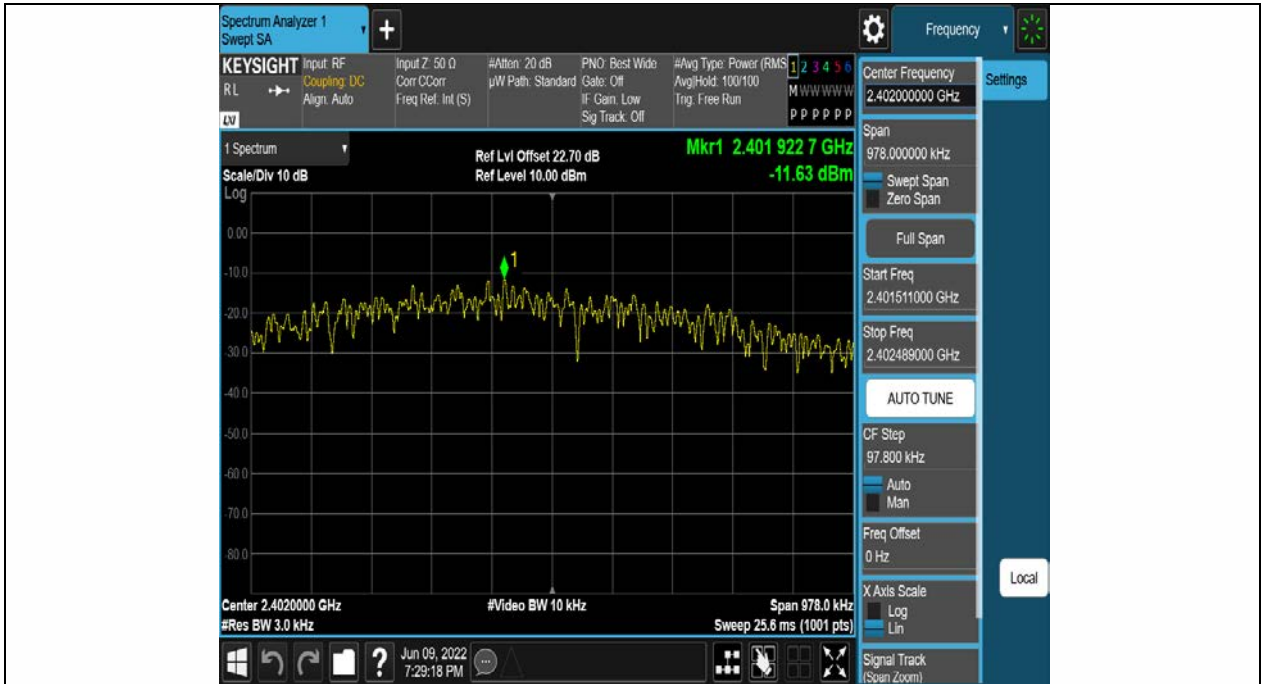 Spectrum Analyzer 1
Swept SA
+
Frequency
KEYSIGHT
RL
LXI
Input: RF
Coupling: DC
Align: Auto
Input Z: 50 Ω
Corr CCorr
Freq Ref: Int (S)
#Atten: 20 dB
µW Path: Standard
PNO: Best Wide
Gate: Off
IF Gain: Low
Sig Track: Off
#Avg Type: Power (RMS
Avg|Hold: 100/100
Trig: Free Run
1 2 3 4 5 6
M W W W W W
P P P P P P
1 Spectrum
Scale/Div 10 dB
Ref Lvl Offset 22.70 dB
Ref Level 10.00 dBm
Mkr1 2.401 922 7 GHz
-11.63 dBm
Log
0.00
-10.0
-20.0
-30.0
-40.0
-50.0
-60.0
-70.0
-80.0
1
Center 2.4020000 GHz
#Res BW 3.0 kHz
#Video BW 10 kHz
Span 978.0 kHz
Sweep 25.6 ms (1001 pts)
Center Frequency
2.402000000 GHz
Span
978.000000 kHz
Swept Span
Zero Span
Full Span
Start Freq
2.401511000 GHz
Stop Freq
2.402489000 GHz
AUTO TUNE
CF Step
97.800 kHz
Auto
Man
Freq Offset
0 Hz
X Axis Scale
Log
Lin
Signal Track
(Span Zoom)
Settings
Local
?
Jun 09, 2022
7:29:18 PM